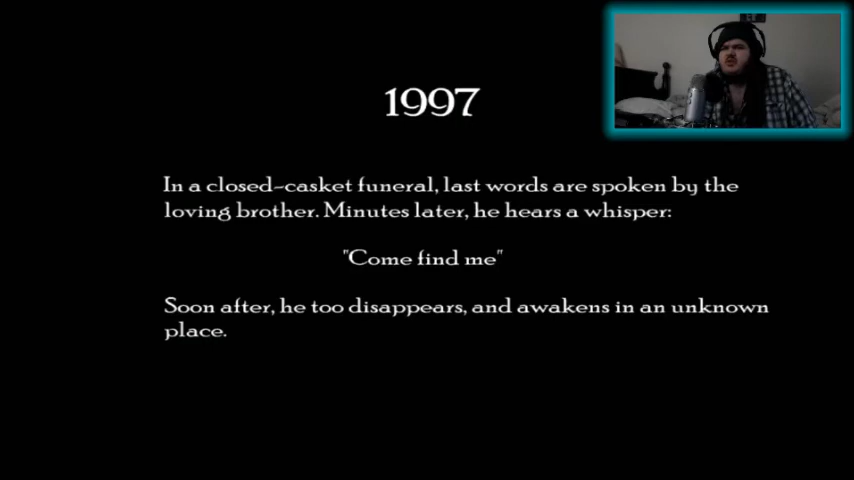 1997
In a closed-casket funeral, last words are spoken by the
loving brother. Minutes later, he hears a whisper:
"Come find me"
Soon after, he too disappears, and awakens in an unknown
place.